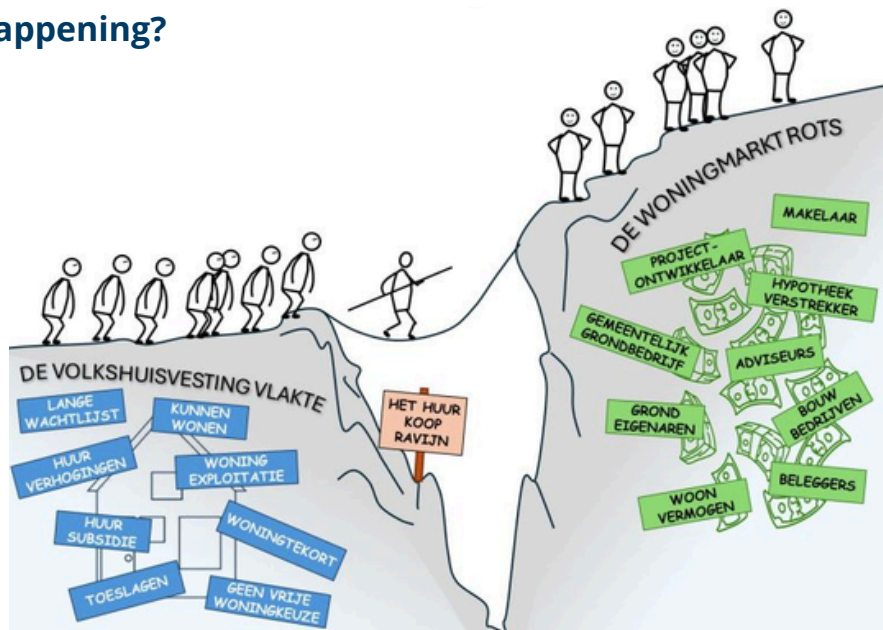 appening?
DE WONINGMARKT ROTS
MAKELAAR
PROJECT-
ONTWIKKELAAR
HYPOTHEEK
VERSTREKKER
GEMEENTELIJK
GRONDBEDRIJF
ADVISEURS
GROND
EIGENAREN
BOUW
BEDRIJVEN
WOON
VERMOGEN
BELEGGERS
DE VOLKSHUISVESTING VLAKTE
LANGE
WACHTLIJST
KUNNEN
WONEN
HUUR
VERHOGINGEN
WONING
EXPLOITATIE
HUUR
SUBSIDIE
WONINGTEKORT
TOESLAGEN
GEEN VRIJE
WONINGKEUZE
HET HUUR
KOOP
RAVIJN